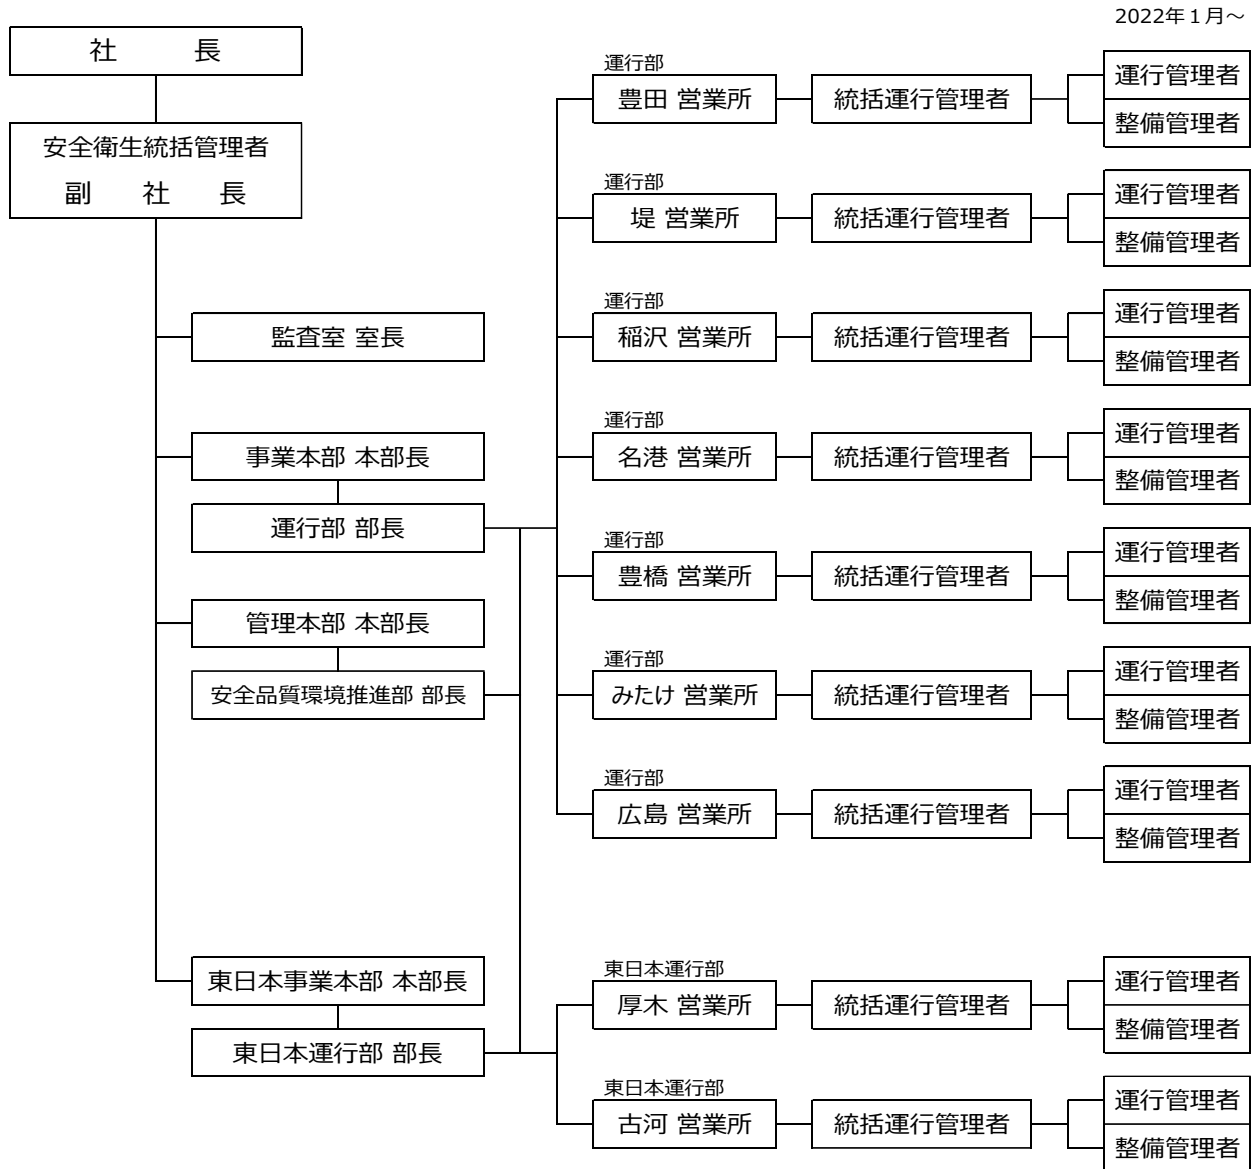 2022年１月～
社　　　長
安全衛生統括管理者
副　社　長
監査室 室長
事業本部 本部長
運行部 部長
管理本部 本部長
安全品質環境推進部 部長
東日本事業本部 本部長
東日本運行部 部長
運行部
豊田 営業所
統括運行管理者
運行管理者
整備管理者
運行部
堤 営業所
統括運行管理者
運行管理者
整備管理者
運行部
稲沢 営業所
統括運行管理者
運行管理者
整備管理者
運行部
名港 営業所
統括運行管理者
運行管理者
整備管理者
運行部
豊橋 営業所
統括運行管理者
運行管理者
整備管理者
運行部
みたけ 営業所
統括運行管理者
運行管理者
整備管理者
運行部
広島 営業所
統括運行管理者
運行管理者
整備管理者
東日本運行部
厚木 営業所
統括運行管理者
運行管理者
整備管理者
東日本運行部
古河 営業所
統括運行管理者
運行管理者
整備管理者